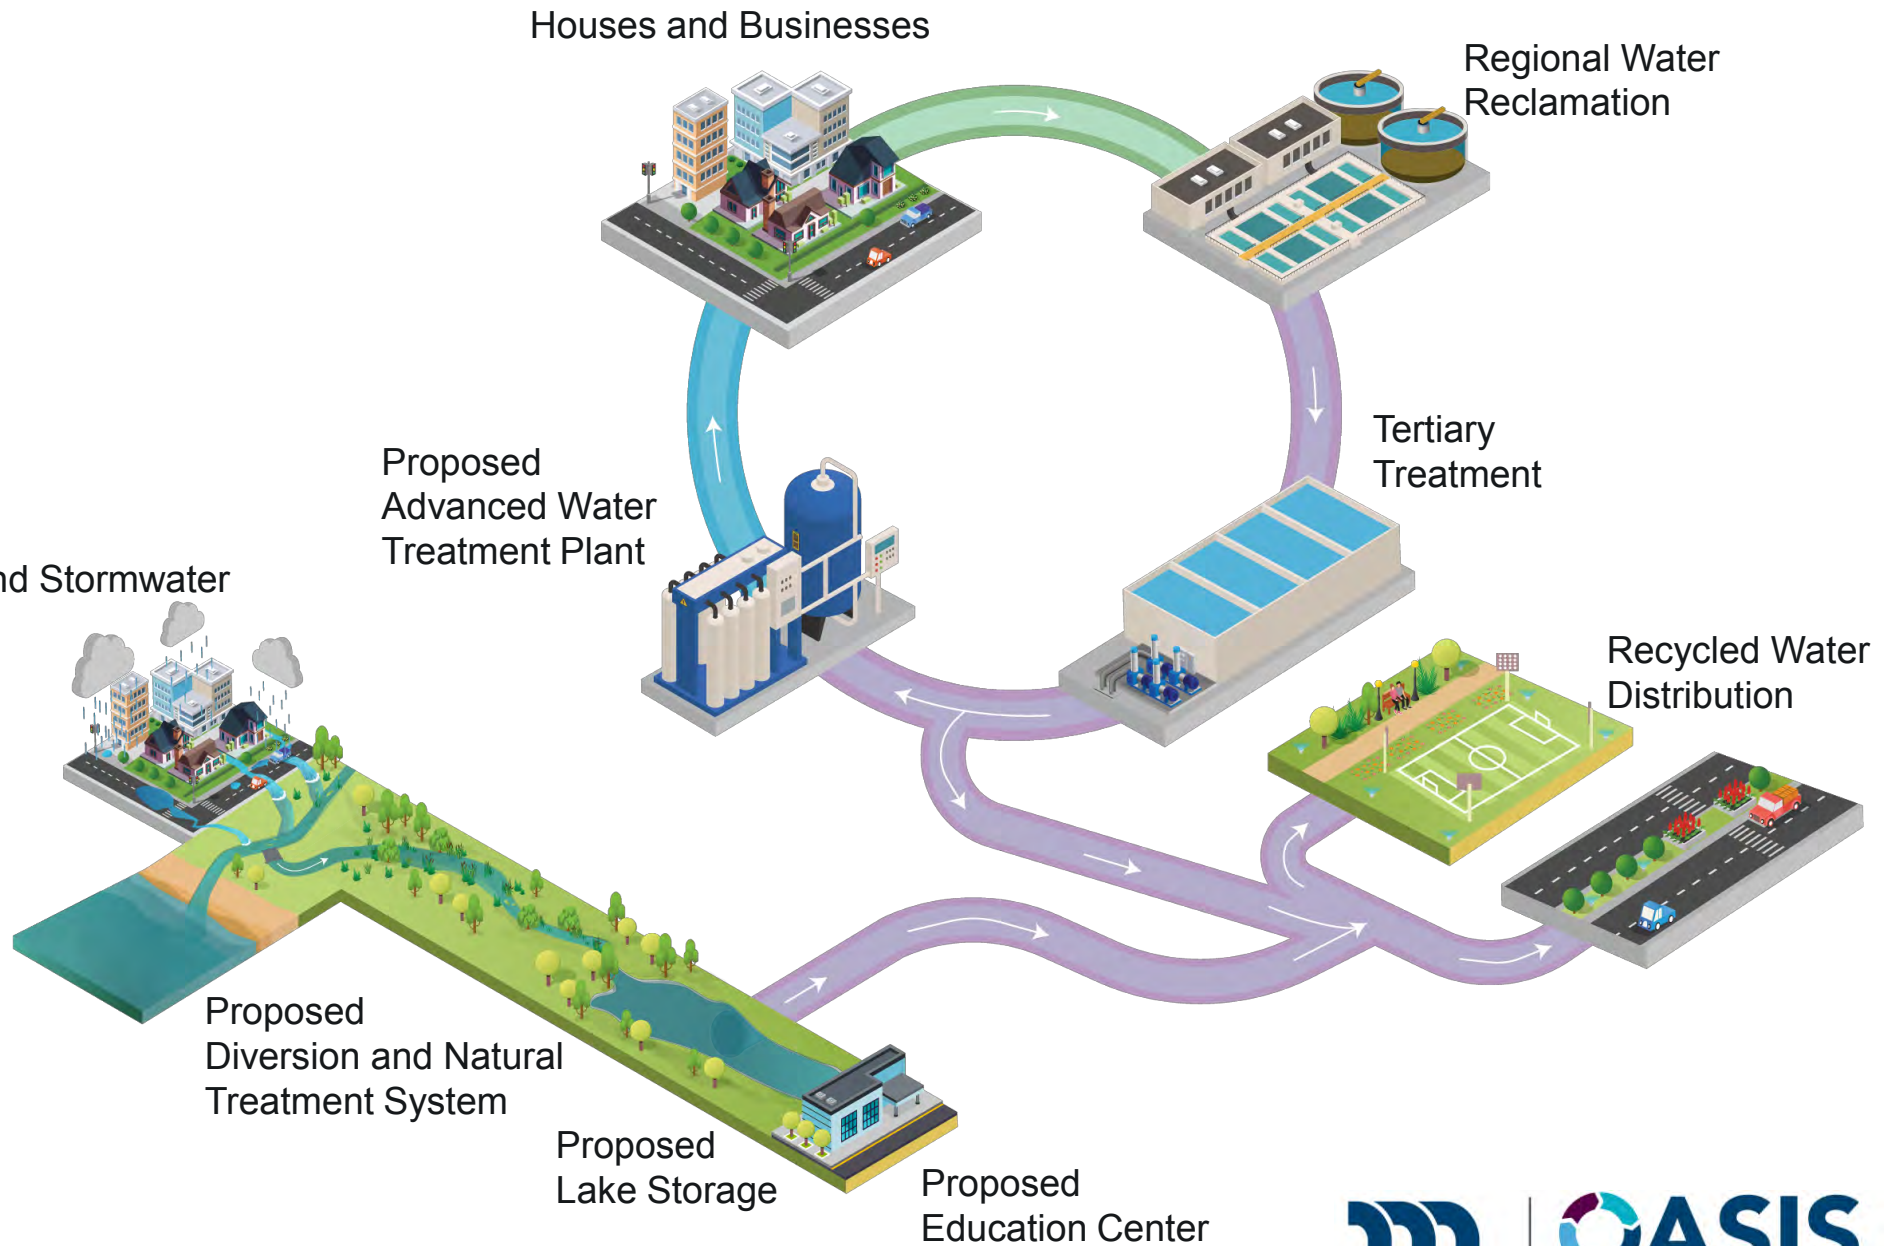 Houses and Businesses
Regional Water
Reclamation
Tertiary
Treatment
Proposed
Advanced Water
Treatment Plant
nd Stormwater
Recycled Water
Distribution
Proposed
Diversion and Natural
Treatment System
Proposed
Lake Storage
Proposed
Education Center
OASIS